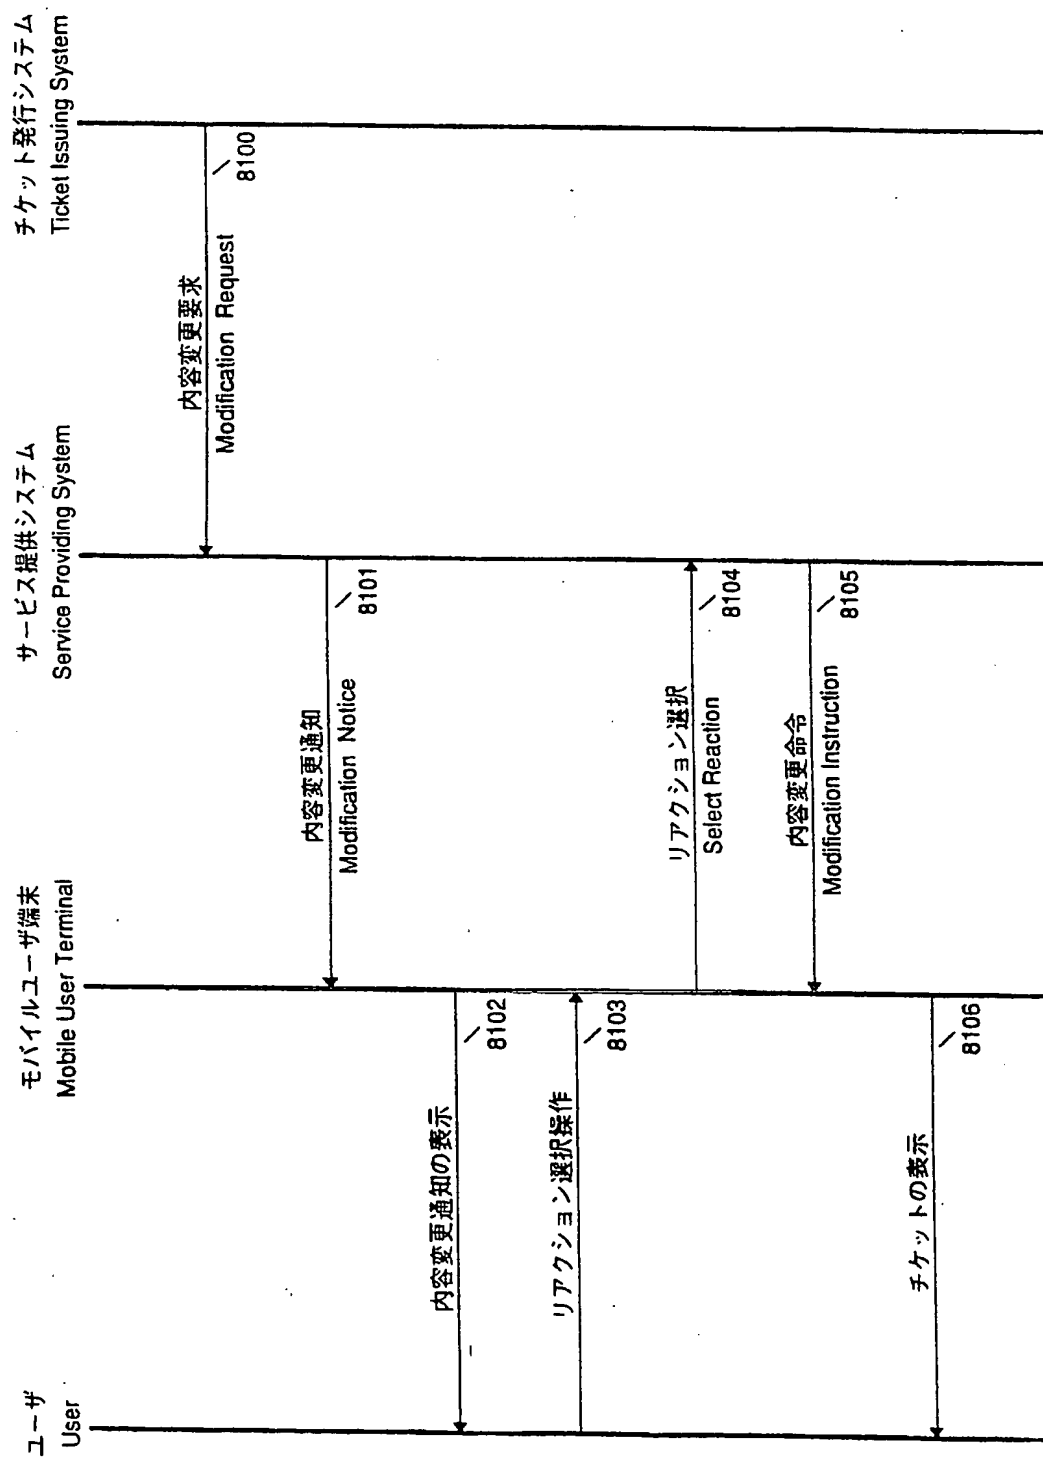 ユーザ
User
モバイルユーザ端末
Mobile User Terminal
サービス提供システム
Service Providing System
チケット発行システム
Ticket Issuing System
内容変更要求
Modification Request
8100
内容変更通知
Modification Notice
8101
内容変更通知の表示
8102
リアクション選択操作
8103
リアクション選択
Select Reaction
8104
内容変更命令
Modification Instruction
8105
チケットの表示
8106